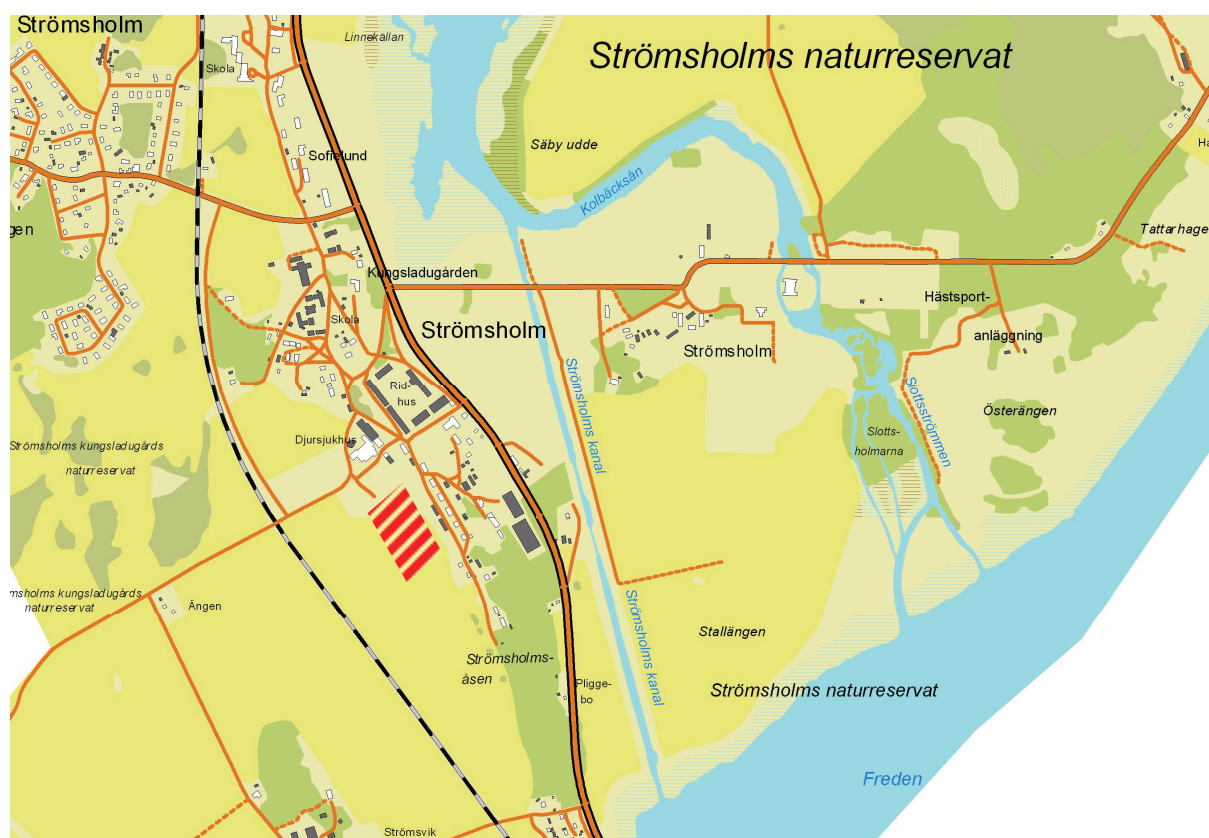 Strömsholm
Linnekällan
Strömsholms naturreservat
Skola
Säby udde
Sofielund
Kolbäcksån
gen
Tattarhage
Kungsladugården
Hästsport-
anläggning
Skola
Strömsholm
Strömsholm
Rid-
hus
Strömsholms kanal
Slottsströmmen
Österängen
Djursjukhus
Slotts-
holmarna
Strömsholms kungsladugårds
naturreservat
msholms kungsladugårds
naturreservat
Ängen
Strömsholms kanal
Stallängen
Strömsholms-
åsen
Pligge-
bo
Strömsholms naturreservat
Freden
Strömsvik